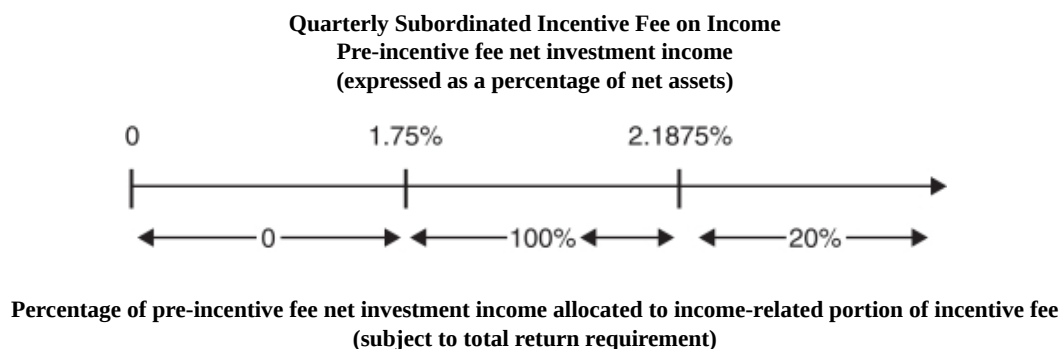 Quarterly Subordinated Incentive Fee on Income
Pre-incentive fee net investment income
(expressed as a percentage of net assets)
0 1.75% 2.1875%
0 100% 20%
Percentage of pre-incentive fee net investment income allocated to income-related portion of incentive fee
(subject to total return requirement)